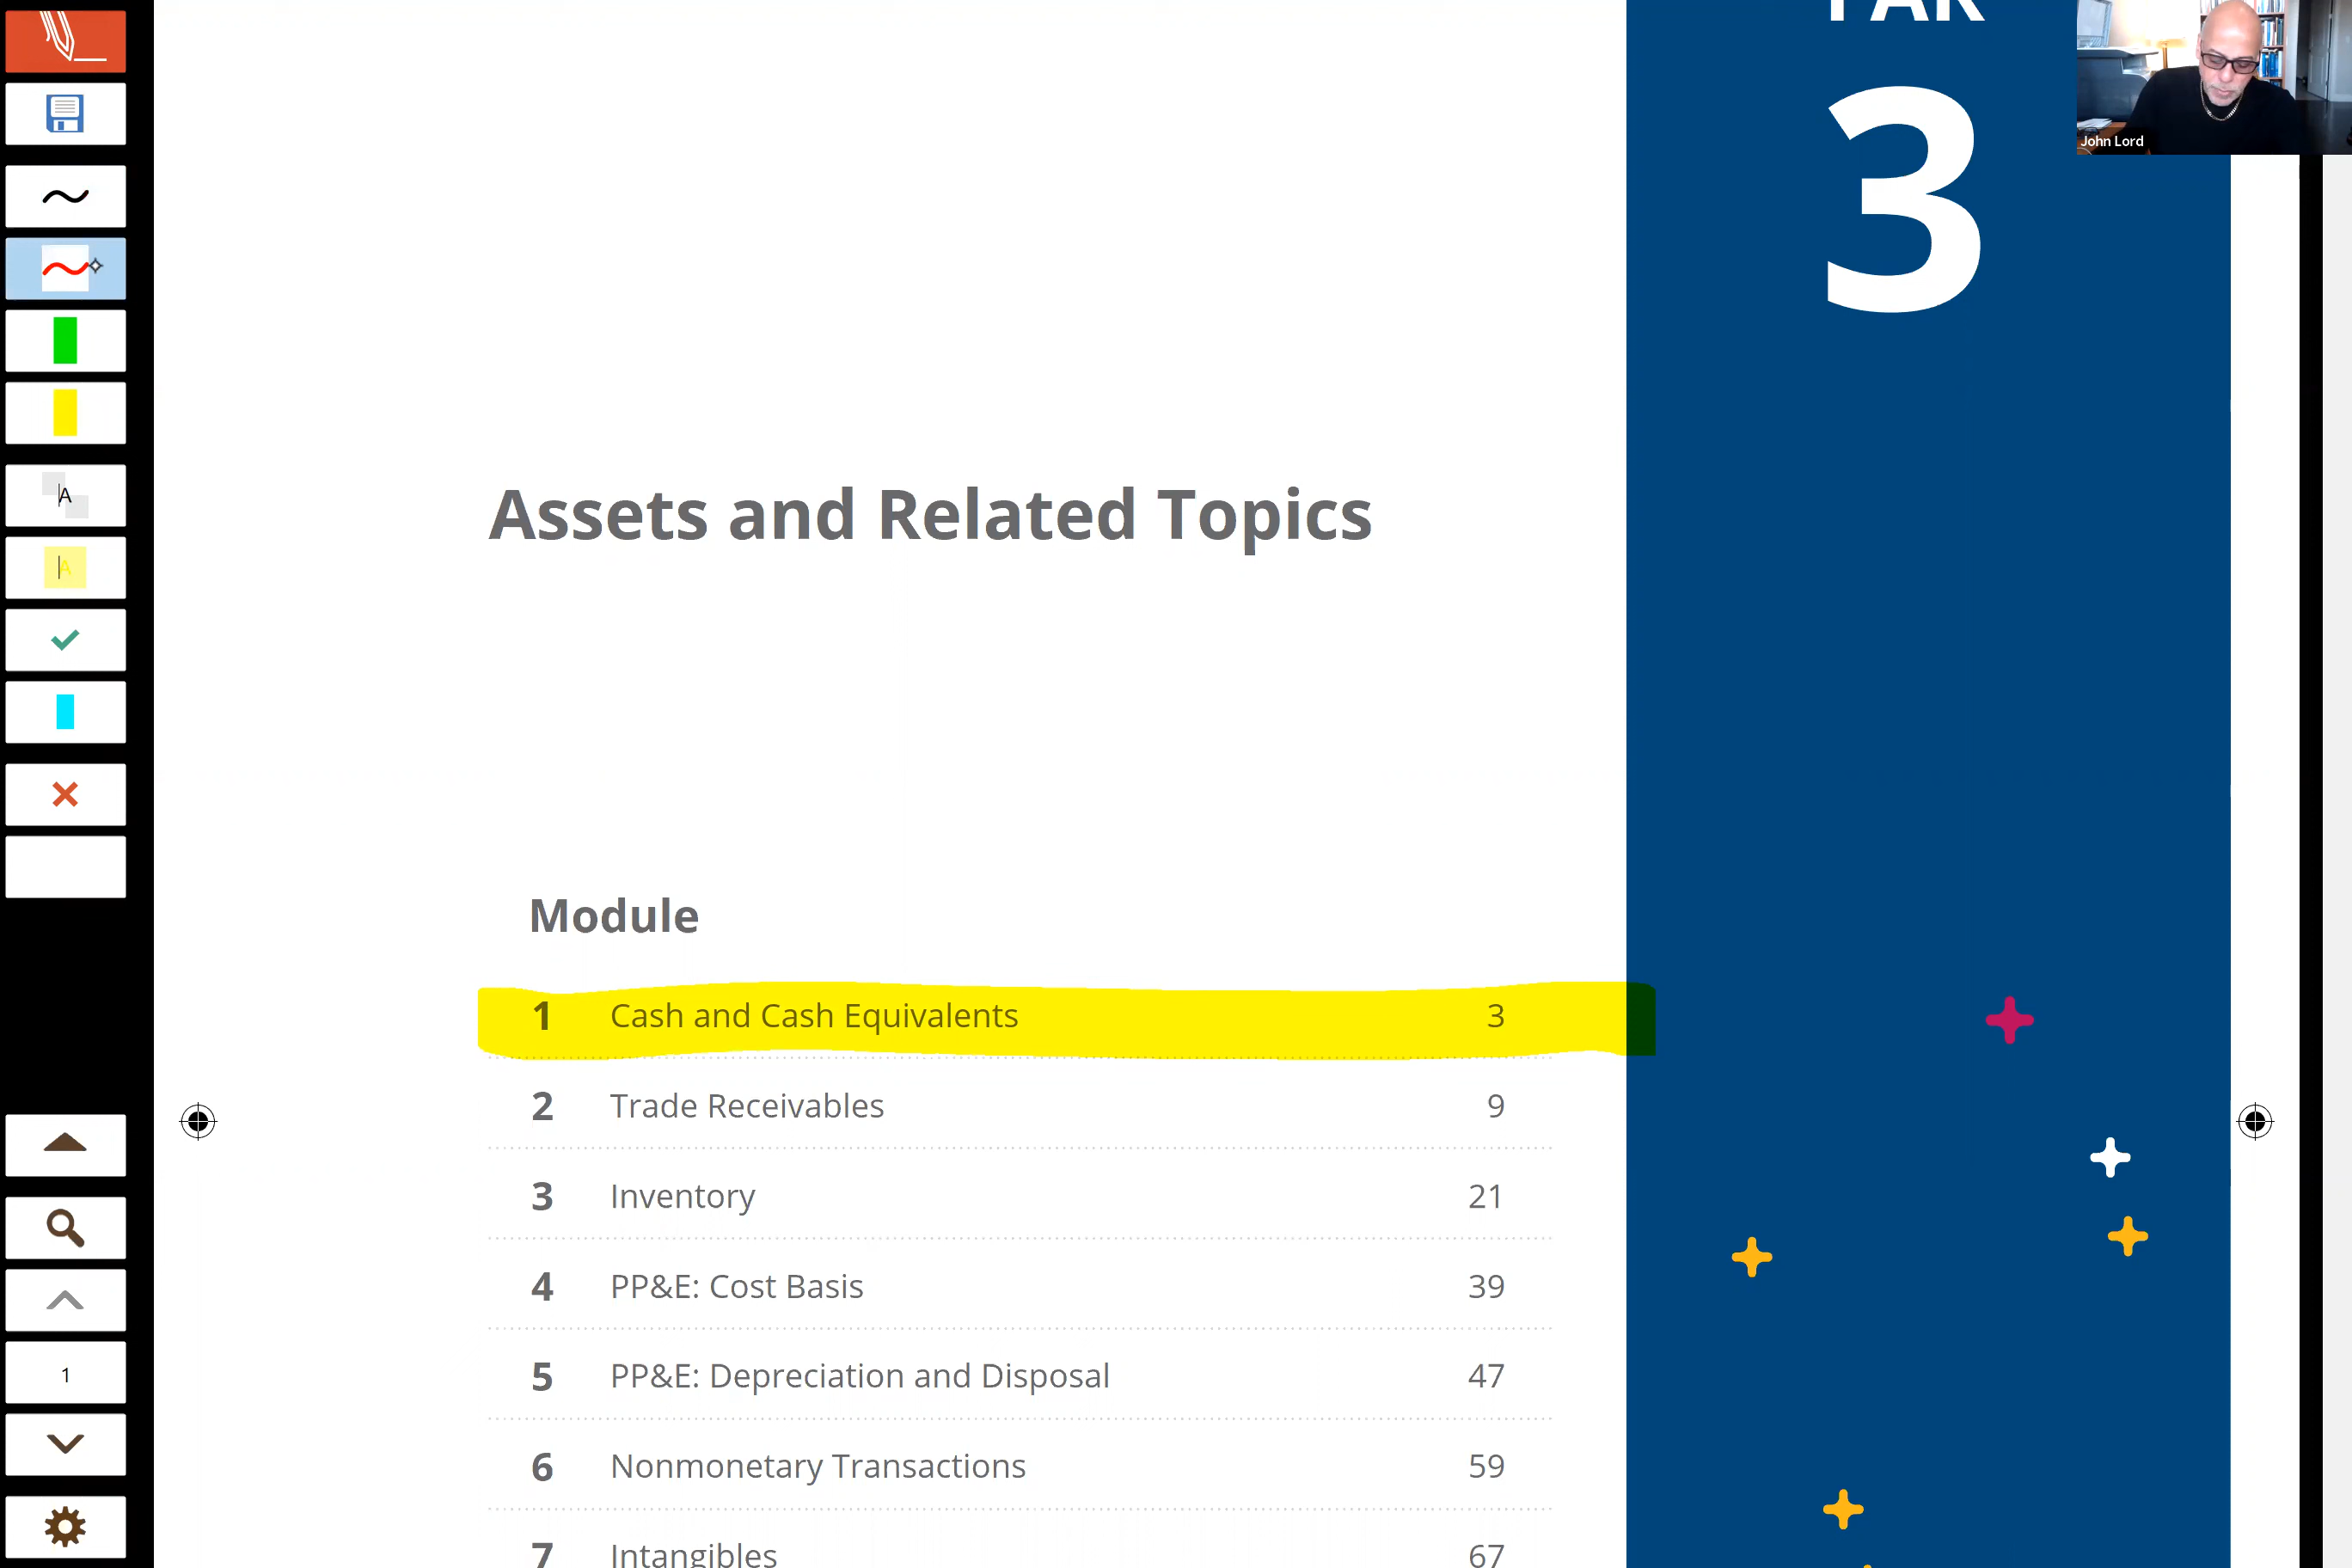 FAR
3
John Lord
Assets and Related Topics
Module
1 Cash and Cash Equivalents 3
2 Trade Receivables 9
3 Inventory 21
4 PP&E: Cost Basis 39
5 PP&E: Depreciation and Disposal 47
6 Nonmonetary Transactions 59
7 Intangibles 67
A
A
1